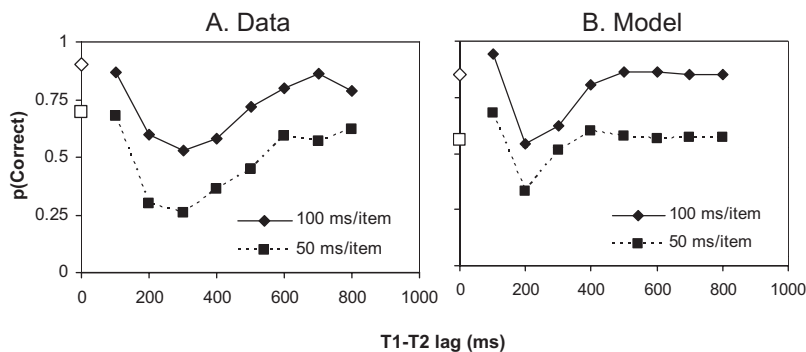 A. Data
B. Model
p(Correct)
1
0.75
0.5
0.25
0
100 ms/item
50 ms/item
100 ms/item
50 ms/item
0 200 400 600 800 1000
0 200 400 600 800 1000
T1-T2 lag (ms)